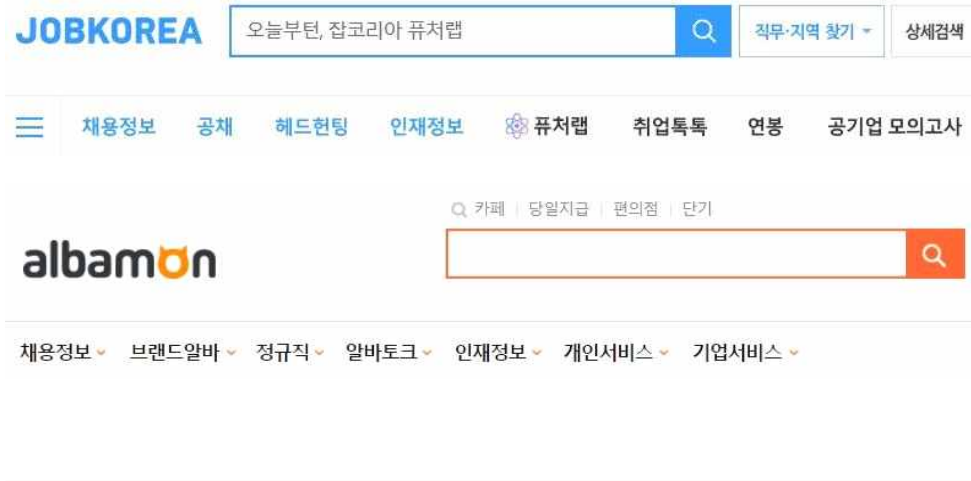 JOBKOREA 오늘부턴, 잡코리아 퓨처랩 직무·지역 찾기 상세검색
채용정보 공채 헤드헌팅 인재정보 퓨처랩 취업톡톡 연봉 공기업 모의고사
카페 | 당일지급 | 편의점 | 단기
albamon
채용정보 브랜드알바 정규직 알바토크 인재정보 개인서비스 기업서비스